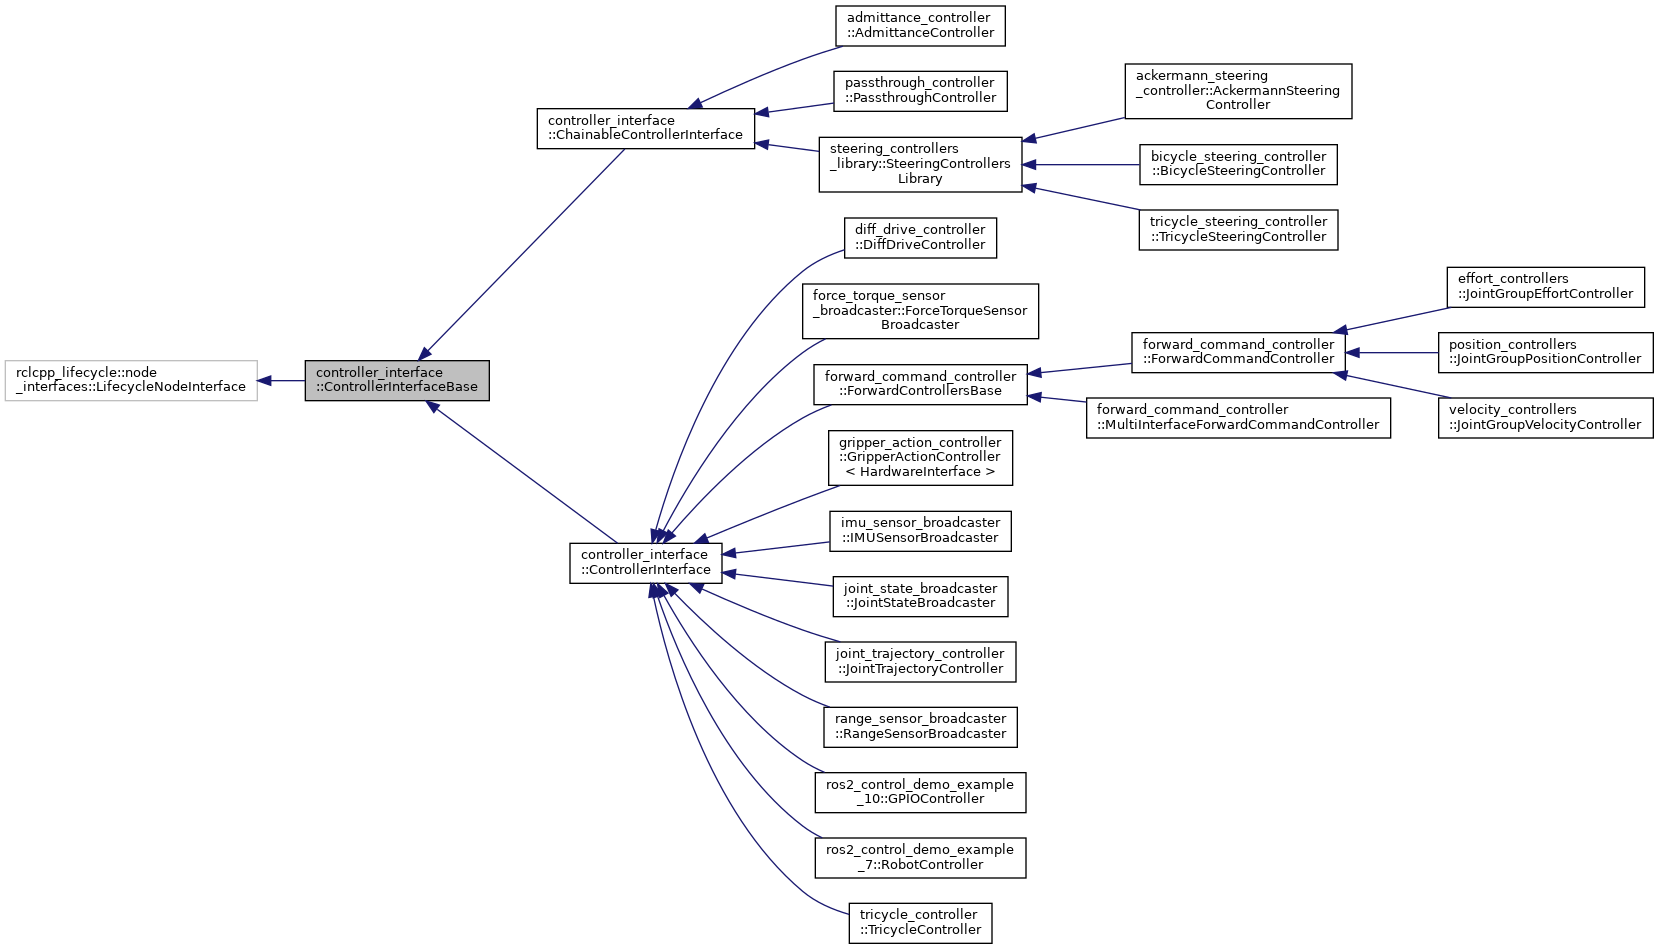 admittance_controller
::AdmittanceController
passthrough_controller
::PassthroughController
ackermann_steering
_controller::AckermannSteering
Controller
controller_interface
::ChainableControllerInterface
steering_controllers
_library::SteeringControllers
Library
bicycle_steering_controller
::BicycleSteeringController
tricycle_steering_controller
::TricycleSteeringController
diff_drive_controller
::DiffDriveController
force_torque_sensor
_broadcaster::ForceTorqueSensor
Broadcaster
effort_controllers
::JointGroupEffortController
forward_command_controller
::ForwardCommandController
position_controllers
::JointGroupPositionController
rclcpp_lifecycle::node
_interfaces::LifecycleNodeInterface
controller_interface
::ControllerInterfaceBase
forward_command_controller
::ForwardControllersBase
forward_command_controller
::MultiInterfaceForwardCommandController
velocity_controllers
::JointGroupVelocityController
gripper_action_controller
::GripperActionController
< HardwareInterface >
imu_sensor_broadcaster
::IMUSensorBroadcaster
controller_interface
::ControllerInterface
joint_state_broadcaster
::JointStateBroadcaster
joint_trajectory_controller
::JointTrajectoryController
range_sensor_broadcaster
::RangeSensorBroadcaster
ros2_control_demo_example
_10::GPIOController
ros2_control_demo_example
_7::RobotController
tricycle_controller
::TricycleController